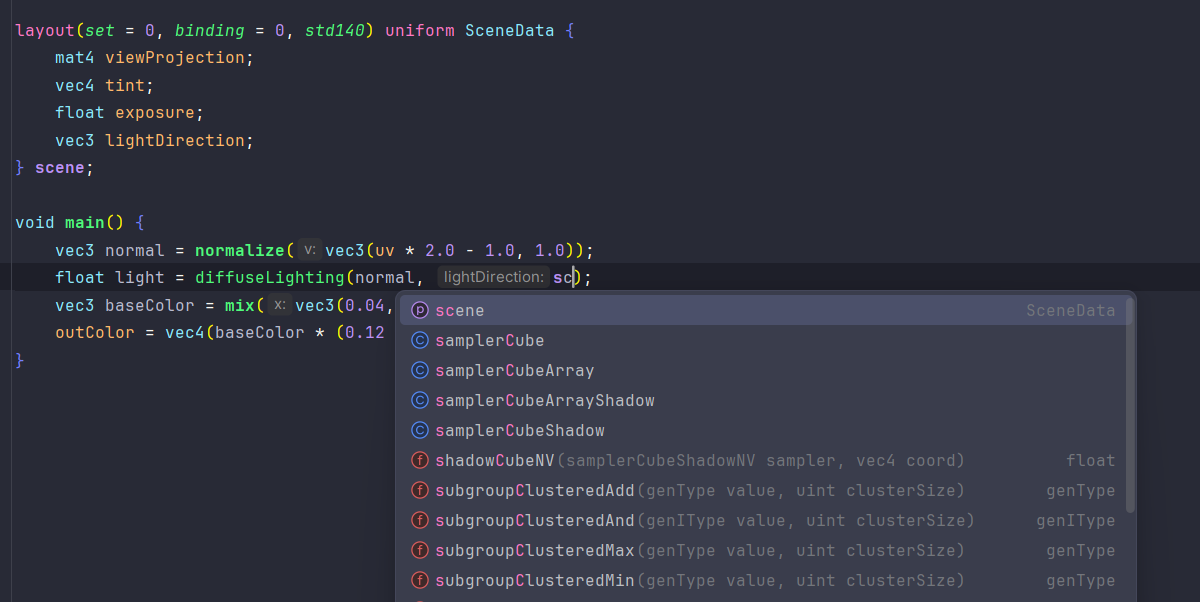 layout(set = 0, binding = 0, std140) uniform SceneData {
    mat4 viewProjection;
    vec4 tint;
    float exposure;
    vec3 lightDirection;
} scene;
void main() {
    vec3 normal = normalize( v: vec3(uv * 2.0 - 1.0, 1.0));
    float light = diffuseLighting(normal, lightDirection: sc);
    vec3 baseColor = mix( x: vec3(0.04,
    outColor = vec4(baseColor * (0.12
}
p scene SceneData
C samplerCube
C samplerCubeArray
C samplerCubeArrayShadow
C samplerCubeShadow
f shadowCubeNV(samplerCubeShadowNV sampler, vec4 coord) float
f subgroupClusteredAdd(genType value, uint clusterSize) genType
f subgroupClusteredAnd(genIType value, uint clusterSize) genIType
f subgroupClusteredMax(genType value, uint clusterSize) genType
f subgroupClusteredMin(genType value, uint clusterSize) genType